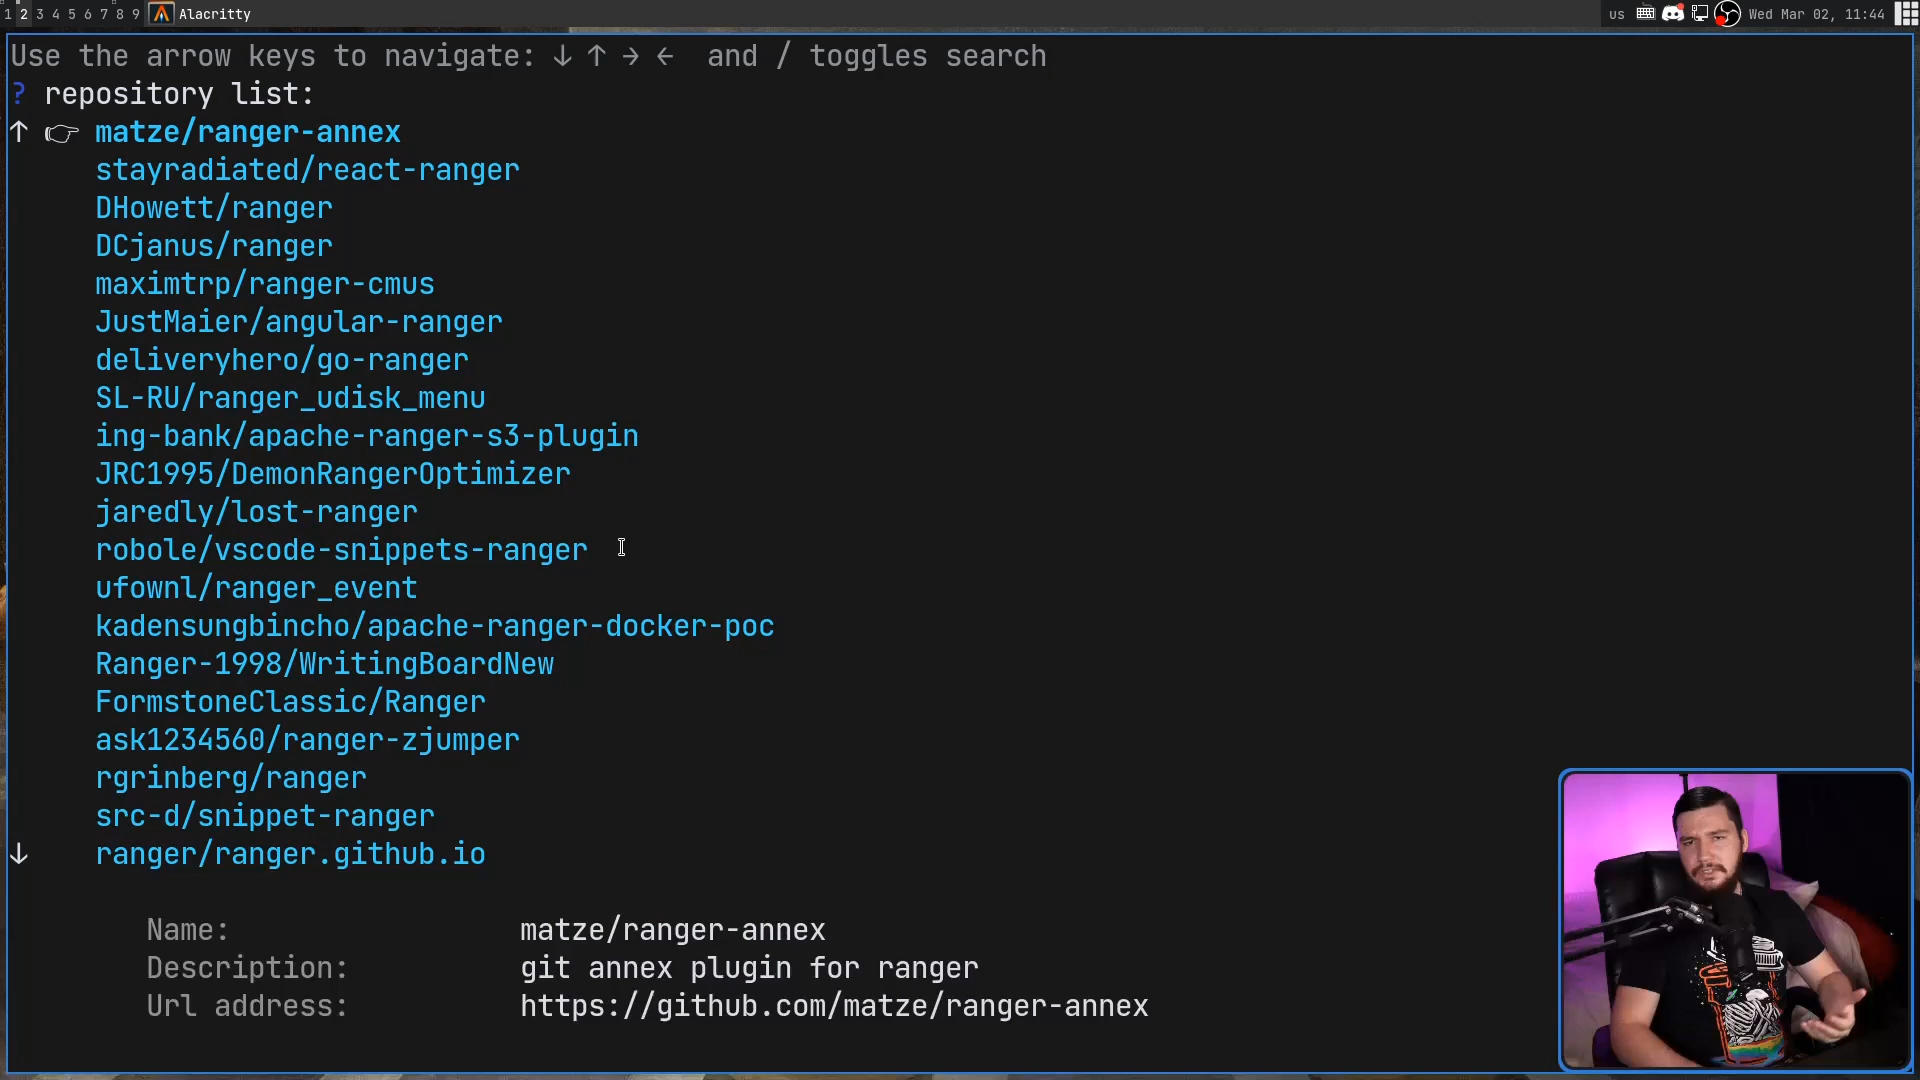 1 2 3 4 5 6 7 8 9 Alacritty us Wed Mar 02, 11:44
Use the arrow keys to navigate: ↓ ↑ → ← and / toggles search
? repository list:
↑ 👉 matze/ranger-annex
stayradiated/react-ranger
DHowett/ranger
DCjanus/ranger
maximtrp/ranger-cmus
JustMaier/angular-ranger
deliveryhero/go-ranger
SL-RU/ranger_udisk_menu
ing-bank/apache-ranger-s3-plugin
JRC1995/DemonRangerOptimizer
jaredly/lost-ranger
robole/vscode-snippets-ranger
ufownl/ranger_event
kadensungbincho/apache-ranger-docker-poc
Ranger-1998/WritingBoardNew
FormstoneClassic/Ranger
ask1234560/ranger-zjumper
rgrinberg/ranger
src-d/snippet-ranger
↓ ranger/ranger.github.io
Name: matze/ranger-annex
Description: git annex plugin for ranger
Url address: https://github.com/matze/ranger-annex